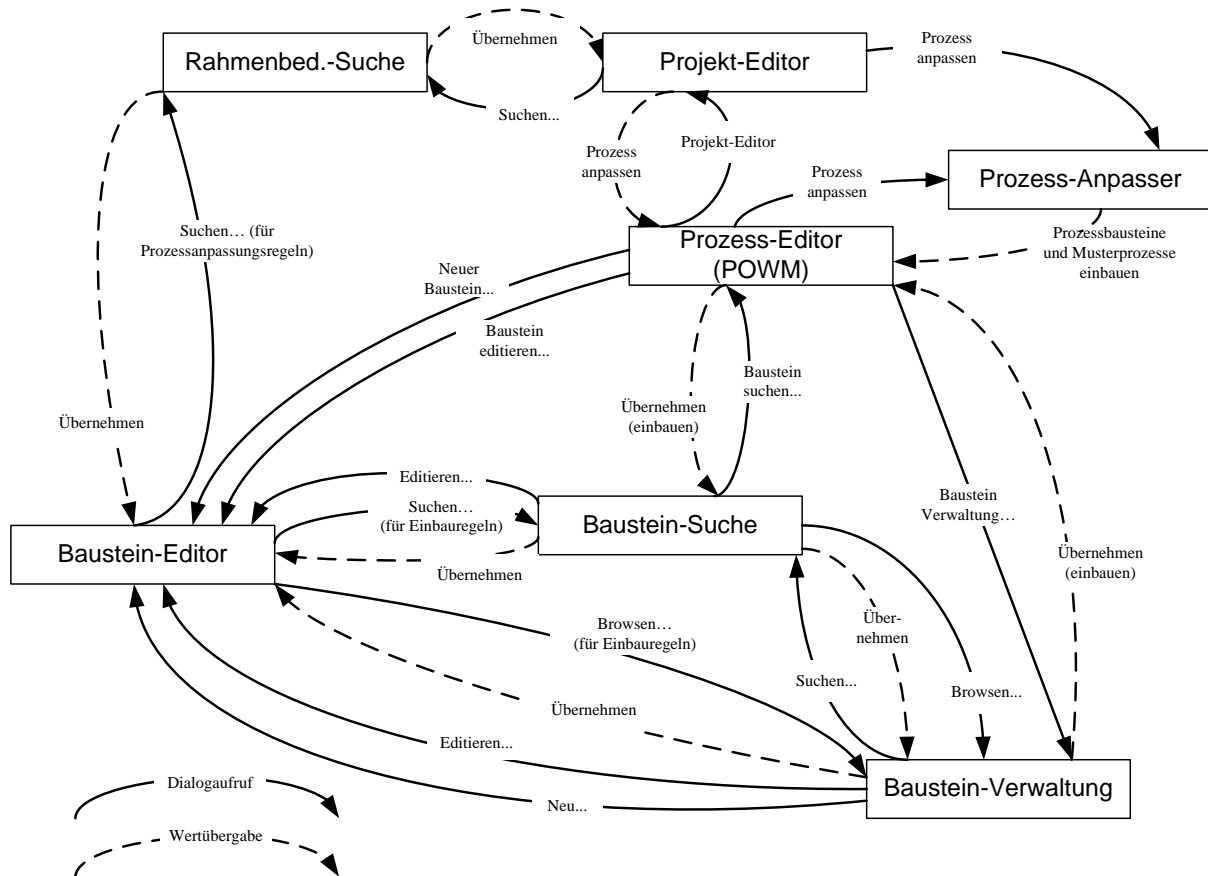 Übernehmen
Rahmenbed.-Suche
Projekt-Editor
Prozess
anpassen
Suchen...
Prozess
anpassen
Projekt-Editor
Prozess
anpassen
Prozess-Anpasser
Suchen… (für
Prozessanpassungsregeln)
Prozess-Editor
(POWM)
Prozessbausteine
und Musterprozesse
einbauen
Neuer
Baustein...
Baustein
editieren...
Baustein
suchen...
Übernehmen
Übernehmen
(einbauen)
Editieren...
Suchen…
(für Einbauregeln)
Baustein
Verwaltung…
Baustein-Editor
Baustein-Suche
Übernehmen
(einbauen)
Übernehmen
Browsen…
(für Einbauregeln)
Über-
nehmen
Suchen...
Browsen...
Übernehmen
Editieren...
Baustein-Verwaltung
Neu...
Dialogaufruf
Wertübergabe